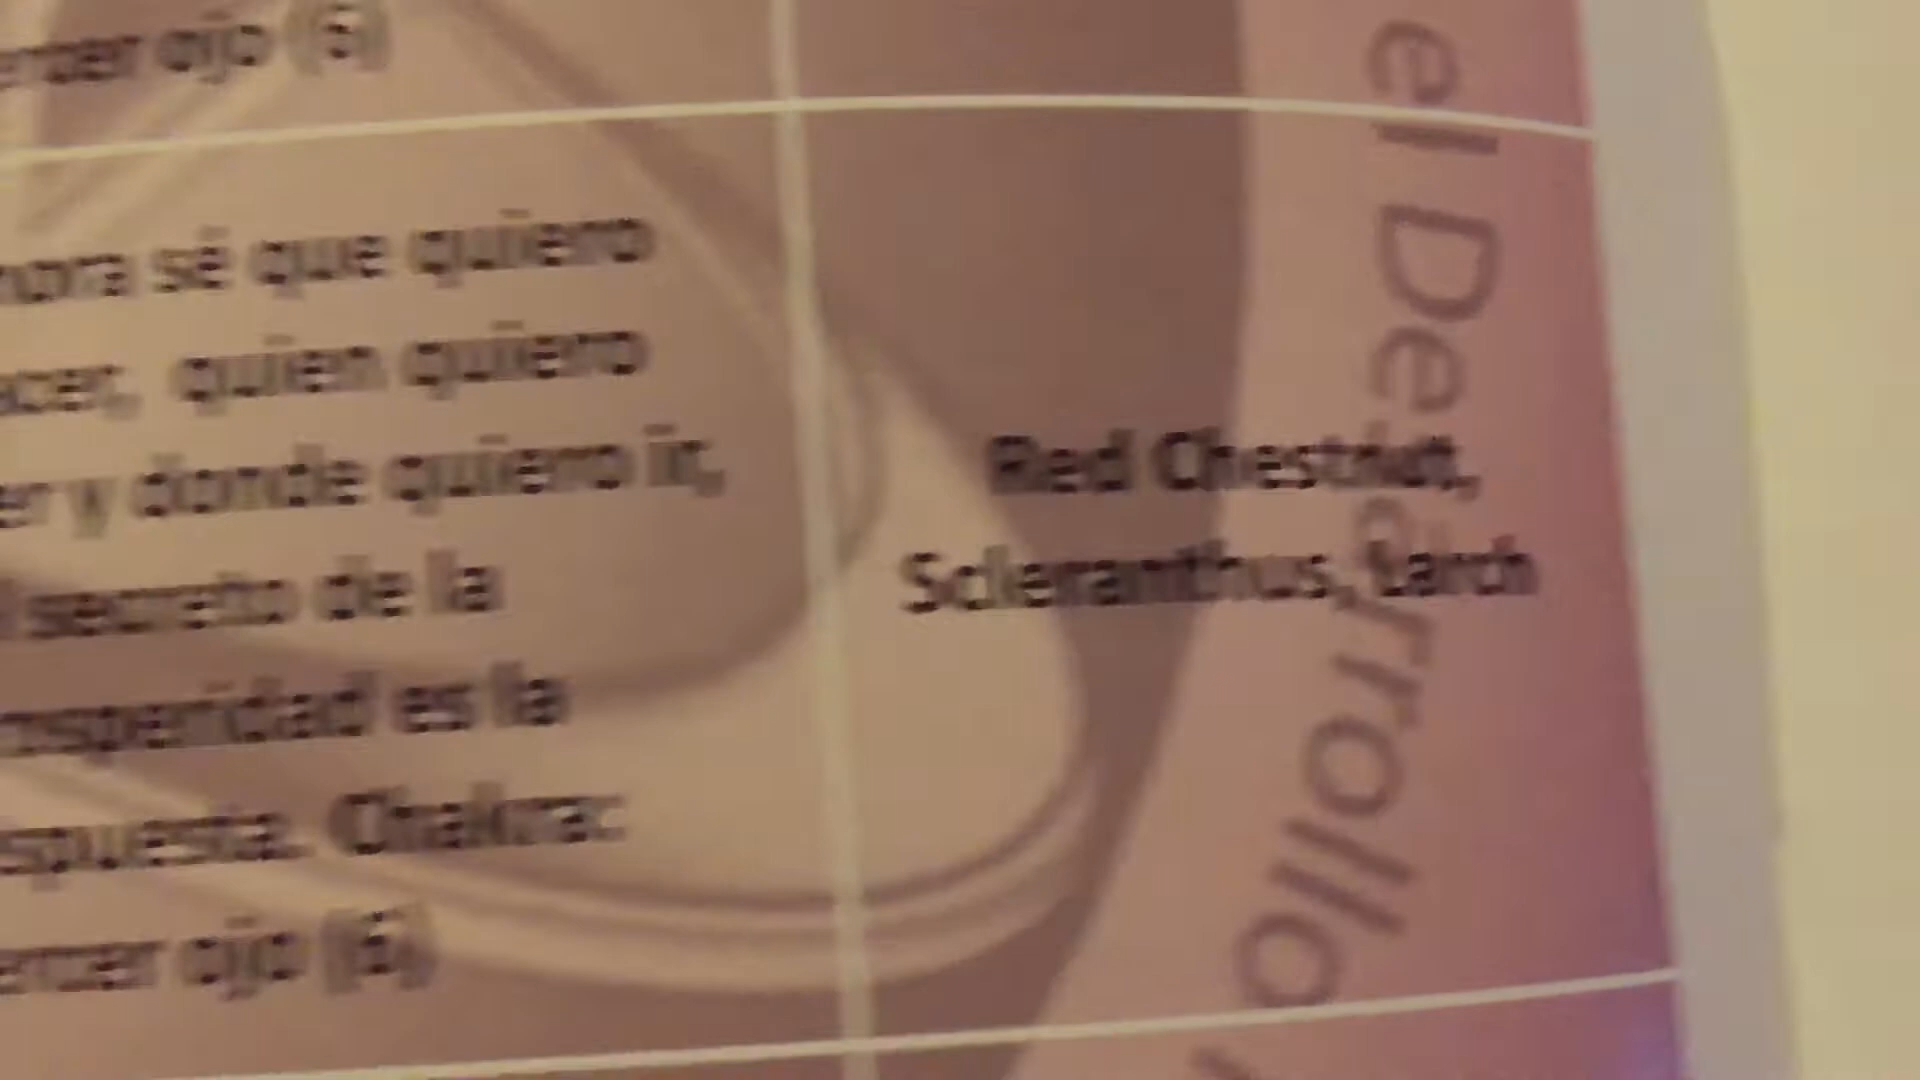 ercer ojo (6)
hora sé que quiero
acer, quien quiero
er y donde quiero ir,
l secreto de la
rosperidad es la
spuesta. Chakra:
ercer ojo (6)
Red Chestnut,
Scleranthus, Larch
el Desarrollo